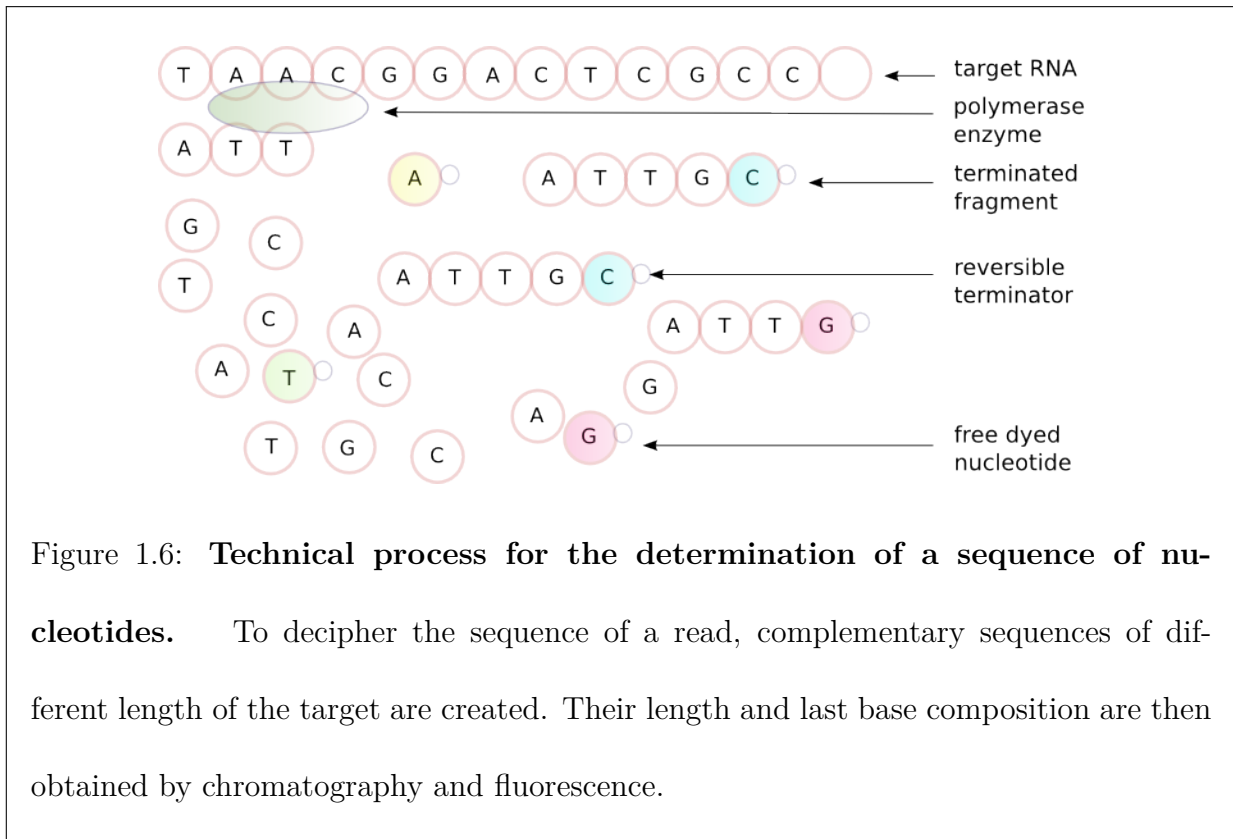 T A A C G G A C T C G C C
target RNA
polymerase
enzyme
A T T
A
A T T G C
terminated
fragment
G
C
T
A T T G C
reversible
terminator
C
A
A T T G
A
T
C
G
A
G
T
G
C
free dyed
nucleotide
Figure 1.6: Technical process for the determination of a sequence of nu-
cleotides. To decipher the sequence of a read, complementary sequences of dif-
ferent length of the target are created. Their length and last base composition are then
obtained by chromatography and fluorescence.